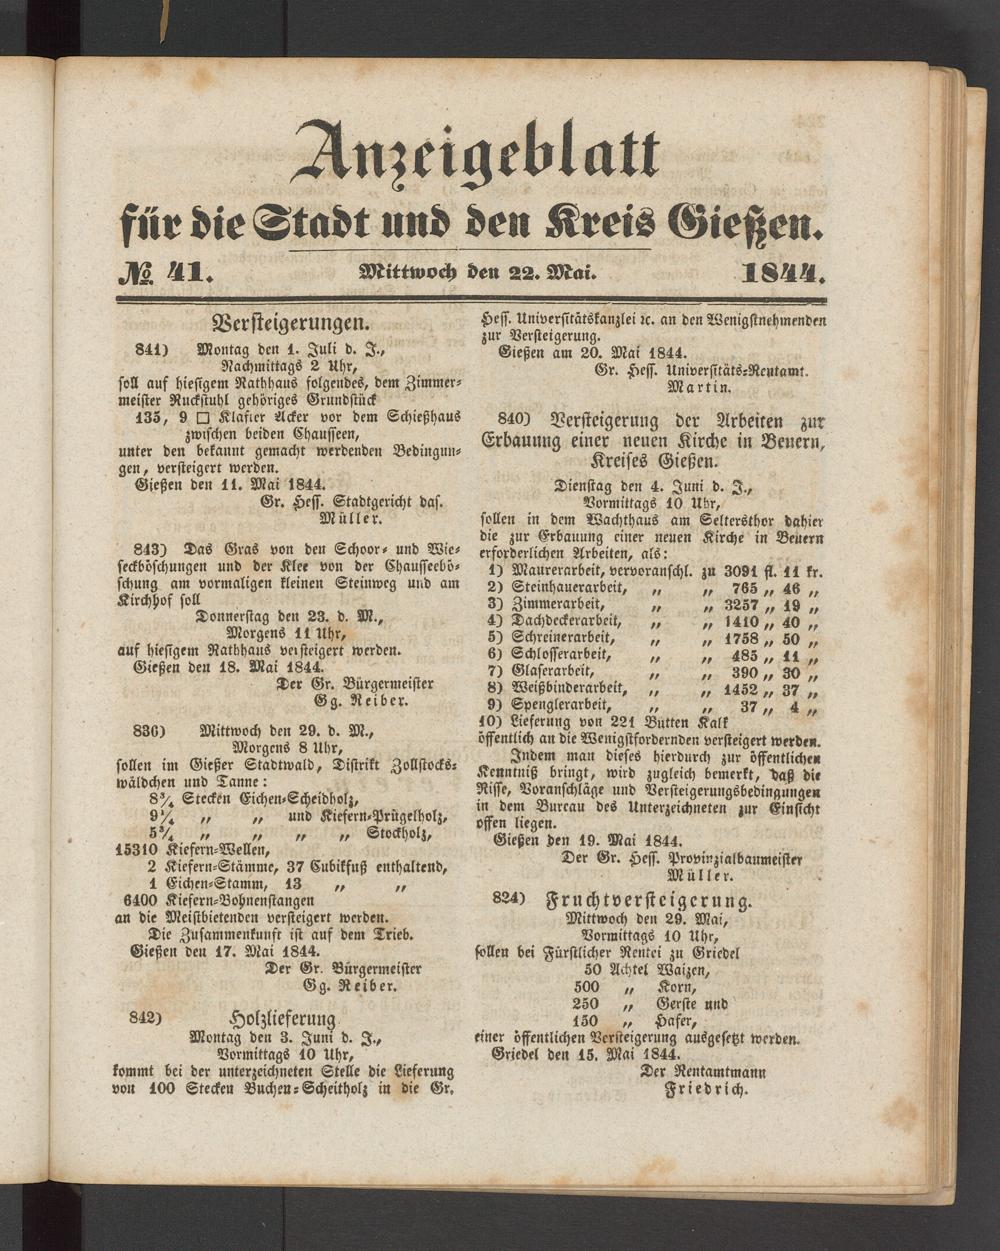 Anzeigeblatt
für die Stadt und den Kreis Gießen.
№ 41. Mittwoch den 22. Mai. 1844.
Versteigerungen.
841) Montag den 1. Juli d. J.,
Nachmittags 2 Uhr,
soll auf hiesigem Rathhaus folgendes, dem Zimmer-
meister Ruckstuhl gehöriges Grundstück
135, 9 □ Klafter Acker vor dem Schießhaus
zwischen beiden Chausseen,
unter den bekannt gemacht werdenden Bedingun-
gen, versteigert werden.
Gießen den 11. Mai 1844.
Gr. Hess. Stadtgericht das.
Müller.
843) Das Gras von den Schoor- und Wie-
seckböschungen und der Klee von der Chausseebö-
schung am vormaligen kleinen Steinweg und am
Kirchhof soll
Donnerstag den 23. d. M.,
Morgens 11 Uhr,
auf hiesigem Rathhaus versteigert werden.
Gießen den 18. Mai 1844.
Der Gr. Bürgermeister
Gg. Reiber.
836) Mittwoch den 29. d. M.,
Morgens 8 Uhr,
sollen im Gießer Stadtwald, Distrikt Zollstocks-
wäldchen und Tanne:
8¾ Stecken Eichen-Scheidholz,
9¼ „ „ und Kiefern-Prügelholz,
5¾ „ „ „ „ Stockholz,
15310 Kiefern-Wellen,
2 Kiefern-Stämme, 37 Cubikfuß enthaltend,
1 Eichen-Stamm, 13 „ „
6400 Kiefern-Bohnenstangen
an die Meistbietenden versteigert werden.
Die Zusammenkunft ist auf dem Trieb.
Gießen den 17. Mai 1844.
Der Gr. Bürgermeister
Gg. Reiber.
842) Holzlieferung
Montag den 3. Juni d. J.,
Vormittags 10 Uhr,
kommt bei der unterzeichneten Stelle die Lieferung
von 100 Stecken Buchen-Scheitholz in die Gr.
Hess. Universitätskanzlei ꝛc. an den Wenigstnehmenden
zur Versteigerung.
Gießen am 20. Mai 1844.
Gr. Hess. Universitäts-Rentamt.
Martin.
840) Versteigerung der Arbeiten zur
Erbauung einer neuen Kirche in Beuern,
Kreises Gießen.
Dienstag den 4. Juni d. J.,
Vormittags 10 Uhr,
sollen in dem Wachthaus am Seltersthor dahier
die zur Erbauung einer neuen Kirche in Beuern
erforderlichen Arbeiten, als:
1) Maurerarbeit, vervoranschl. zu 3091 fl. 11 kr.
2) Steinhauerarbeit, „ „ 765 „ 46 „
3) Zimmerarbeit, „ „ 3257 „ 19 „
4) Dachdeckerarbeit, „ „ 1410 „ 40 „
5) Schreinerarbeit, „ „ 1758 „ 50 „
6) Schlosserarbeit, „ „ 485 „ 11 „
7) Glaserarbeit, „ „ 390 „ 30 „
8) Weißbinderarbeit, „ „ 1452 „ 37 „
9) Spenglerarbeit, „ „ 37 „ 4 „
10) Lieferung von 221 Bütten Kalk
öffentlich an die Wenigstfordernden versteigert werden.
Indem man dieses hierdurch zur öffentlichen
Kenntniß bringt, wird zugleich bemerkt, daß die
Risse, Voranschläge und Versteigerungsbedingungen
in dem Bureau des Unterzeichneten zur Einsicht
offen liegen.
Gießen den 19. Mai 1844.
Der Gr. Hess. Provinzialbaumeister
Müller.
824) Fruchtversteigerung.
Mittwoch den 29. Mai,
Vormittags 10 Uhr,
sollen bei Fürstlicher Rentei zu Griedel
50 Achtel Waizen,
500 „ Korn,
250 „ Gerste und
150 „ Hafer,
einer öffentlichen Versteigerung ausgesetzt werden.
Griedel den 15. Mai 1844.
Der Rentamtmann
Friedrich.